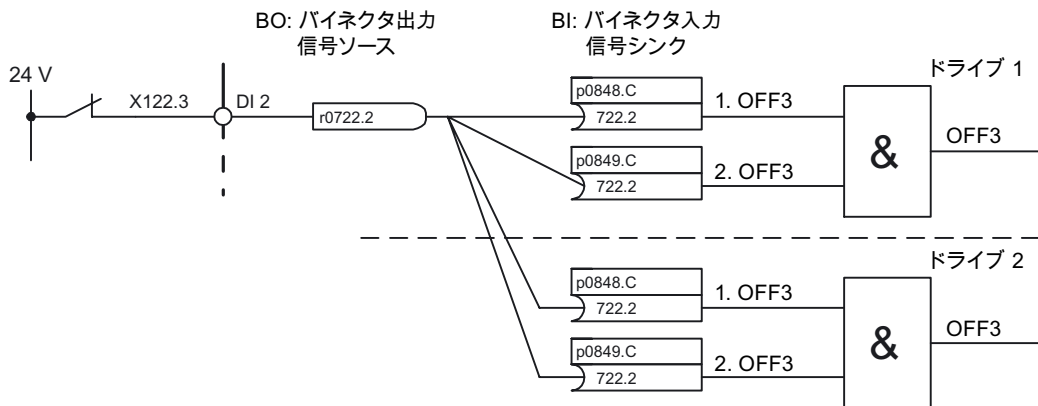 BO: バイネクタ出力
信号ソース
BI: バイネクタ入力
信号シンク
ドライブ 1
24 V
X122.3
DI 2
r0722.2
p0848.C
722.2
1. OFF3
p0849.C
722.2
2. OFF3
&
OFF3
ドライブ 2
p0848.C
722.2
1. OFF3
p0849.C
722.2
2. OFF3
&
OFF3